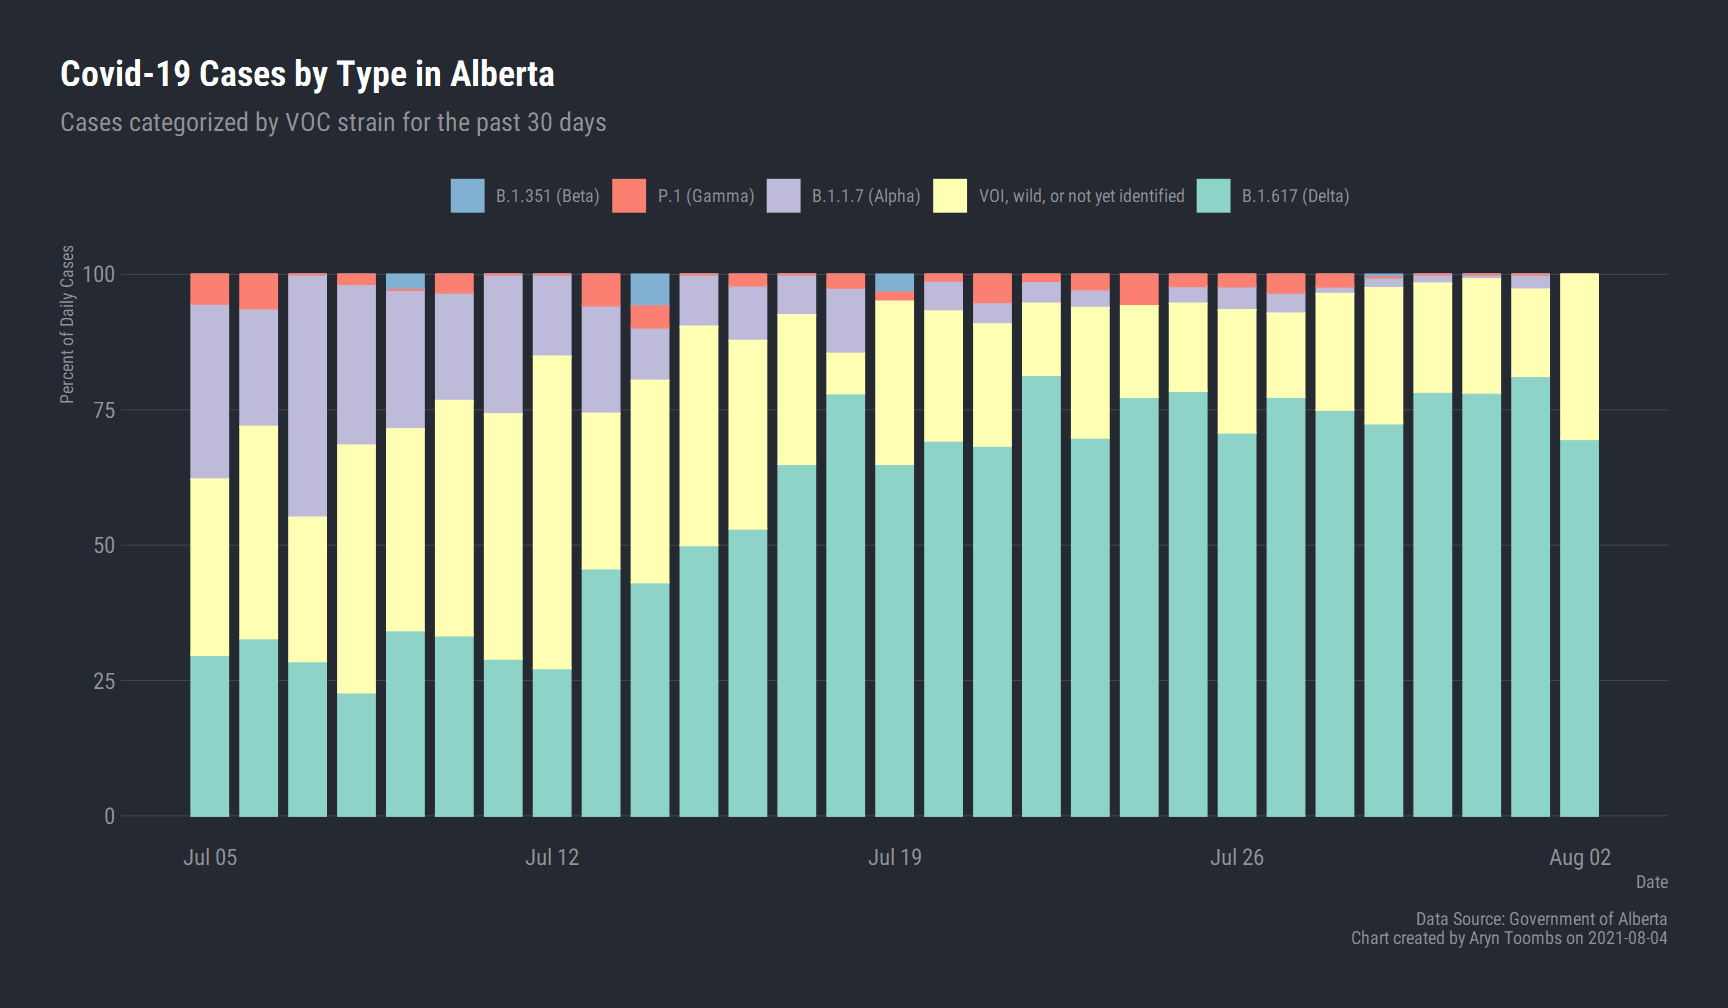 Covid-19 Cases by Type in Alberta
Cases categorized by VOC strain for the past 30 days
B.1.351 (Beta) P.1 (Gamma) B.1.1.7 (Alpha) VOI, wild, or not yet identified B.1.617 (Delta)
Percent of Daily Cases
100
75
50
25
0
Jul 05 Jul 12 Jul 19 Jul 26 Aug 02
Date
Data Source: Government of Alberta
Chart created by Aryn Toombs on 2021-08-04